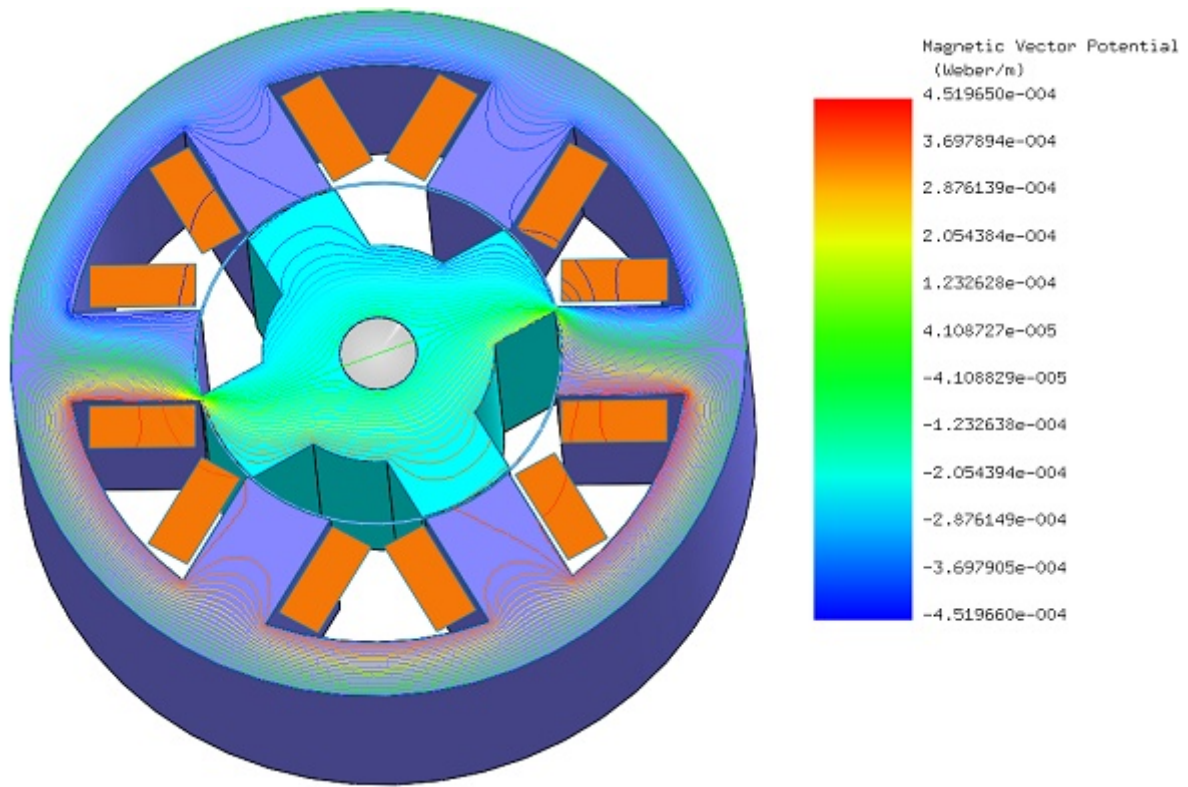 Magnetic Vector Potential
(Weber/m)
4.519650e-004
3.697894e-004
2.876139e-004
2.054384e-004
1.232628e-004
4.108727e-005
-4.108829e-005
-1.232638e-004
-2.054394e-004
-2.876149e-004
-3.697905e-004
-4.519660e-004